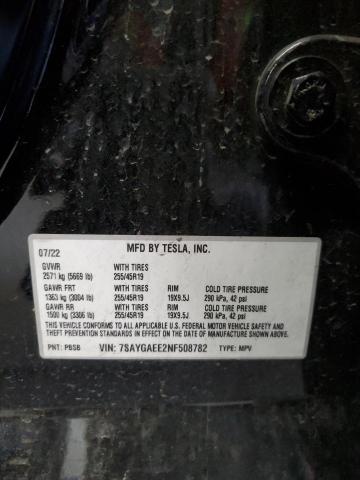 07/22 MFD BY TESLA, INC.
GVWR WITH TIRES
2571 kg (5669 lb) 255/45R19
GAWR FRT WITH TIRES RIM COLD TIRE PRESSURE
1363 kg (3004 lb) 255/45R19 19X9.5J 290 kPa, 42 psi
GAWR RR WITH TIRES RIM COLD TIRE PRESSURE
1500 kg (3306 lb) 255/45R19 19X9.5J 290 kPa, 42 psi
THIS VEHICLE CONFORMS TO ALL APPLICABLE U.S. FEDERAL MOTOR VEHICLE SAFETY AND
THEFT PREVENTION STANDARDS IN EFFECT ON THE DATE OF MANUFACTURE SHOWN ABOVE.
PNT: PBSB VIN: 7SAYGAEE2NF508782 TYPE: MPV